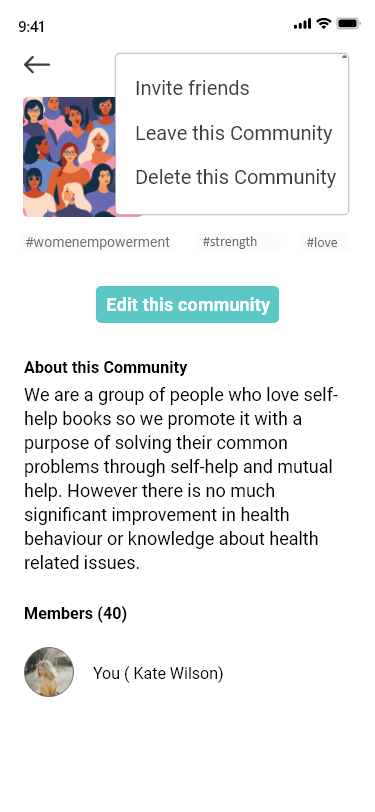 9:41
Invite friends
Leave this Community
Delete this Community
#womenempowerment #strength #love
Edit this community
About this Community
We are a group of people who love self-
help books so we promote it with a
purpose of solving their common
problems through self-help and mutual
help. However there is no much
significant improvement in health
behaviour or knowledge about health
related issues.
Members (40)
You ( Kate Wilson)